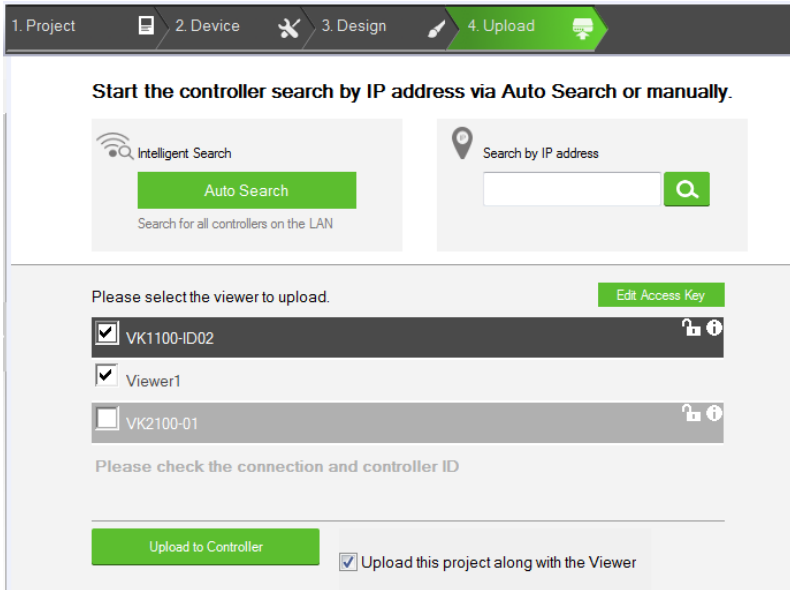 1. Project 2. Device 3. Design 4. Upload
Start the controller search by IP address via Auto Search or manually.
Intelligent Search
Auto Search
Search for all controllers on the LAN
IP
Search by IP address
Please select the viewer to upload.
Edit Access Key
VK1100-ID02
Viewer1
VK2100-01
Please check the connection and controller ID
Upload to Controller
Upload this project along with the Viewer